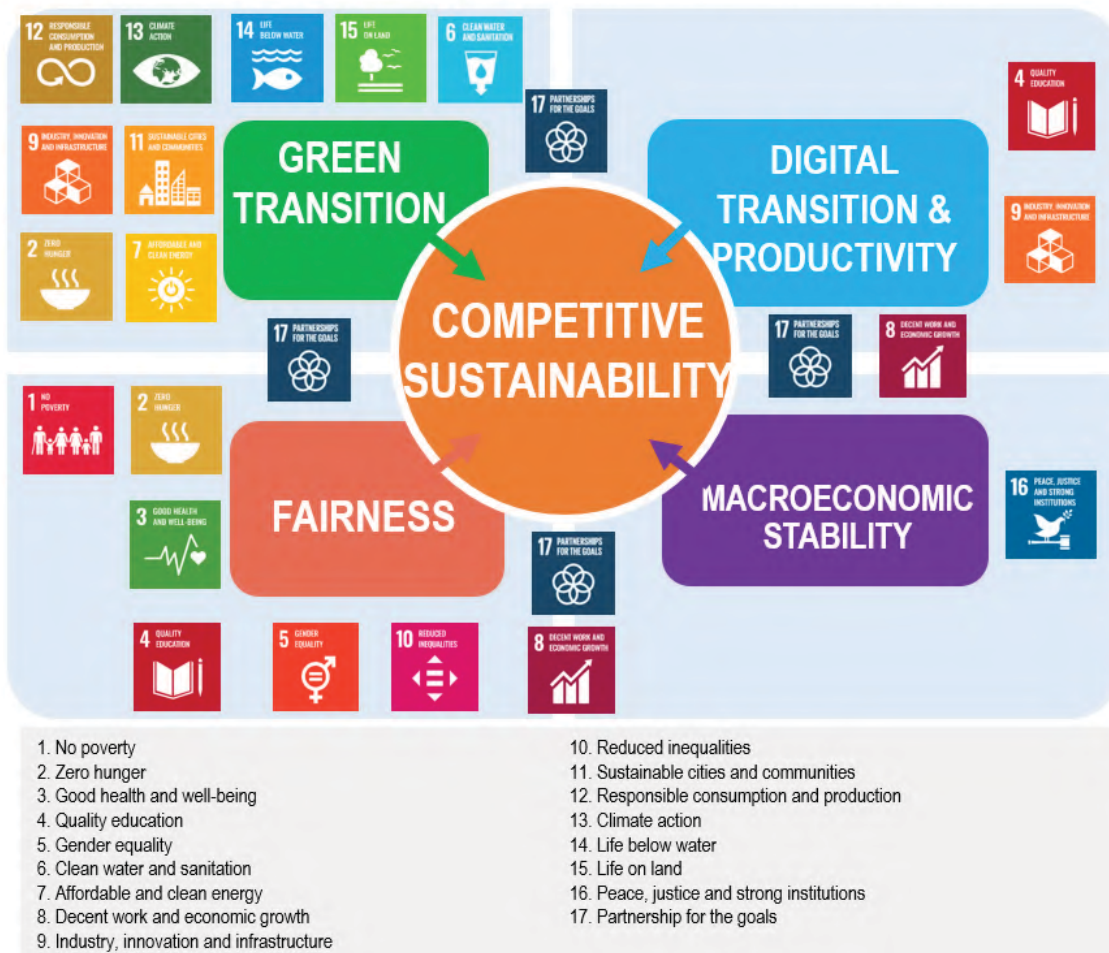 12 RESPONSIBLE
CONSUMPTION
AND PRODUCTION
13 CLIMATE
ACTION
14 LIFE
BELOW WATER
15 LIFE
ON LAND
6 CLEAN WATER
AND SANITATION
17 PARTNERSHIPS
FOR THE GOALS
4 QUALITY
EDUCATION
9 INDUSTRY, INNOVATION
AND INFRASTRUCTURE
11 SUSTAINABLE CITIES
AND COMMUNITIES
GREEN
TRANSITION
DIGITAL
TRANSITION &
PRODUCTIVITY
9 INDUSTRY, INNOVATION
AND INFRASTRUCTURE
2 ZERO
HUNGER
7 AFFORDABLE AND
CLEAN ENERGY
COMPETITIVE
SUSTAINABILITY
17 PARTNERSHIPS
FOR THE GOALS
17 PARTNERSHIPS
FOR THE GOALS
8 DECENT WORK AND
ECONOMIC GROWTH
1 NO
POVERTY
2 ZERO
HUNGER
FAIRNESS
MACROECONOMIC
STABILITY
16 PEACE, JUSTICE
AND STRONG
INSTITUTIONS
3 GOOD HEALTH
AND WELL-BEING
17 PARTNERSHIPS
FOR THE GOALS
4 QUALITY
EDUCATION
5 GENDER
EQUALITY
10 REDUCED
INEQUALITIES
8 DECENT WORK AND
ECONOMIC GROWTH
1. No poverty
2. Zero hunger
3. Good health and well-being
4. Quality education
5. Gender equality
6. Clean water and sanitation
7. Affordable and clean energy
8. Decent work and economic growth
9. Industry, innovation and infrastructure
10. Reduced inequalities
11. Sustainable cities and communities
12. Responsible consumption and production
13. Climate action
14. Life below water
15. Life on land
16. Peace, justice and strong institutions
17. Partnership for the goals